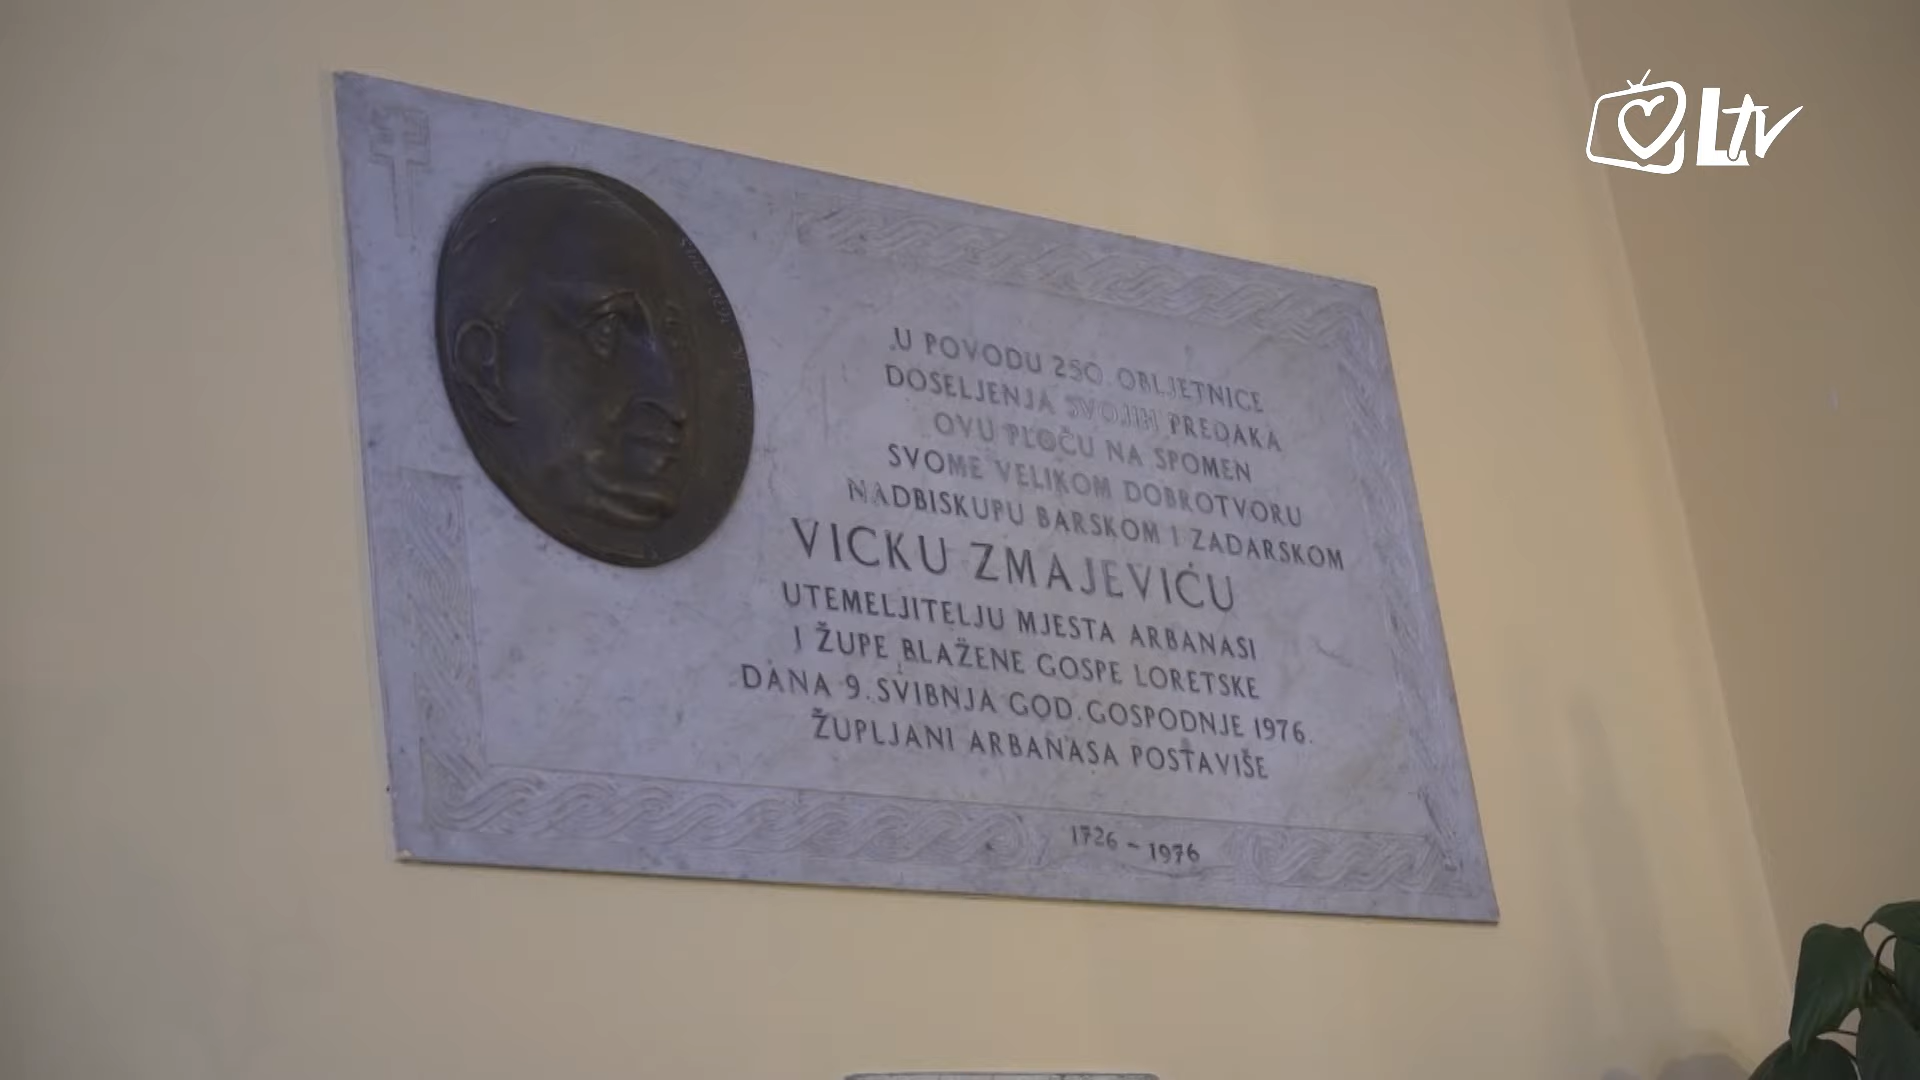 LTV
U POVODU 250. OBLJETNICE
DOSELJENJA SVOJIH PREDAKA
OVU PLOČU NA SPOMEN
SVOME VELIKOM DOBROTVORU
NADBISKUPU BARSKOM I ZADARSKOM
VICKU ZMAJEVIĆU
UTEMELJITELJU MJESTA ARBANASI
I ŽUPE BLAŽENE GOSPE LORETSKE
DANA 9. SVIBNJA GOD. GOSPODNJE 1976.
ŽUPLJANI ARBANASA POSTAVIŠE
1726 - 1976